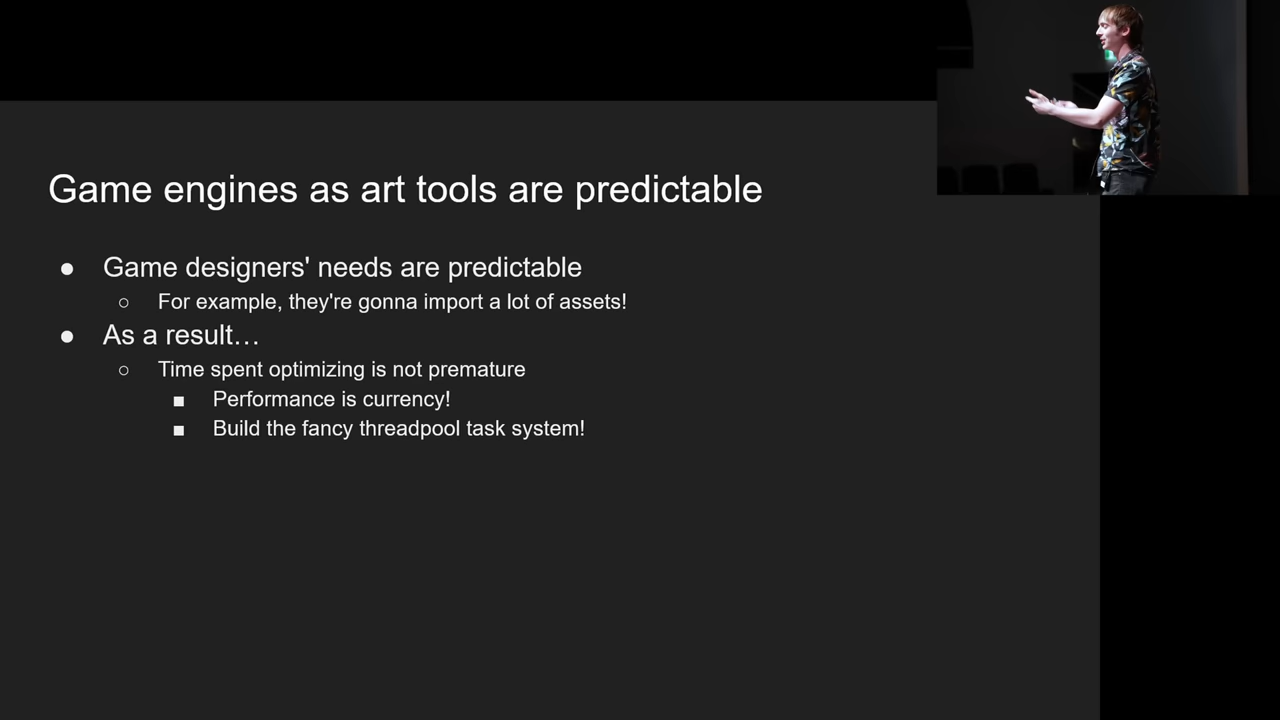 Game engines as art tools are predictable
● Game designers' needs are predictable
○ For example, they're gonna import a lot of assets!
● As a result…
○ Time spent optimizing is not premature
■ Performance is currency!
■ Build the fancy threadpool task system!